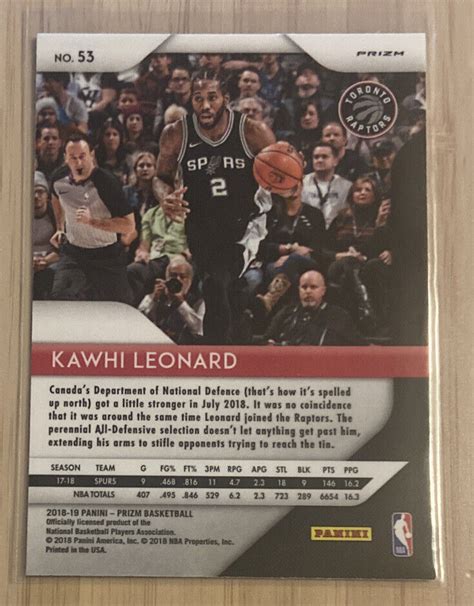 NO. 53
PRIZM
TORONTO
RAPTORS
SPURS
2
KAWHI LEONARD
Canada's Department of National Defence (that's how it's spelled
up north) got a little stronger in July 2018. It was no coincidence
that it was around the same time Leonard joined the Raptors. The
perennial All-Defensive selection doesn't let anything get past him,
extending his arms to stifle opponents trying to reach the tin.
SEASON TEAM G FG% FT% 3PM RPG APG STL BLK PTS PPG
17-18 SPURS 9 .468 .816 11 4.7 2.3 18 9 146 16.2
NBA TOTALS 407 .495 .846 529 6.2 2.3 723 289 6654 16.3
2018-19 PANINI – PRIZM BASKETBALL
Officially licensed product of the
National Basketball Players Association.
© 2018 Panini America, Inc. © 2018 NBA Properties, Inc.
Printed in the USA.
PANINI
NBA